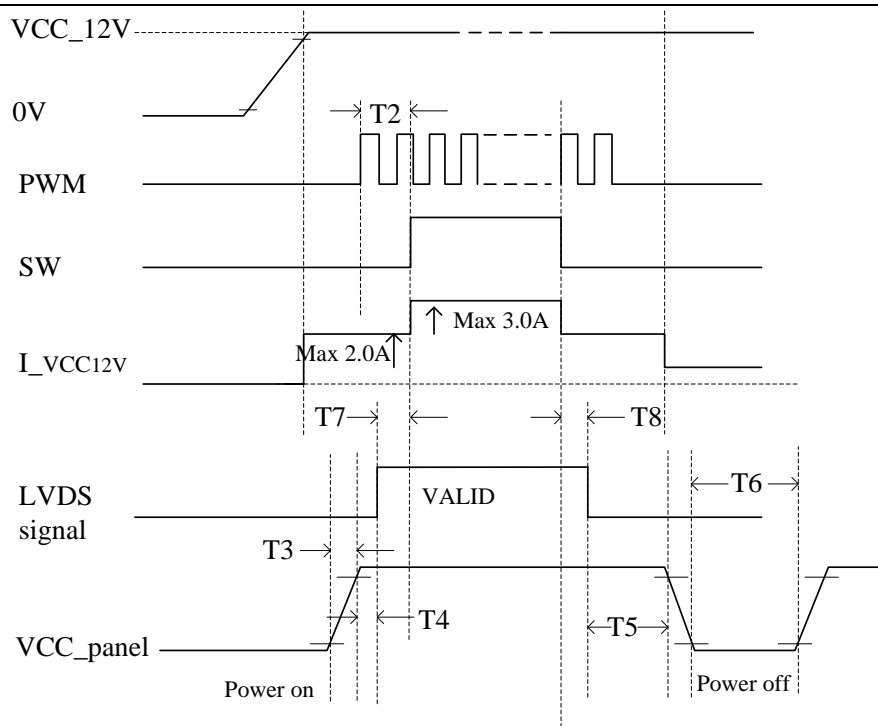 VCC_12V
0V
T2
PWM
SW
Max 3.0A
Max 2.0A
I_VCC12V
T7
T8
LVDS
signal
VALID
T6
T3
T4
T5
VCC_panel
Power on
Power off